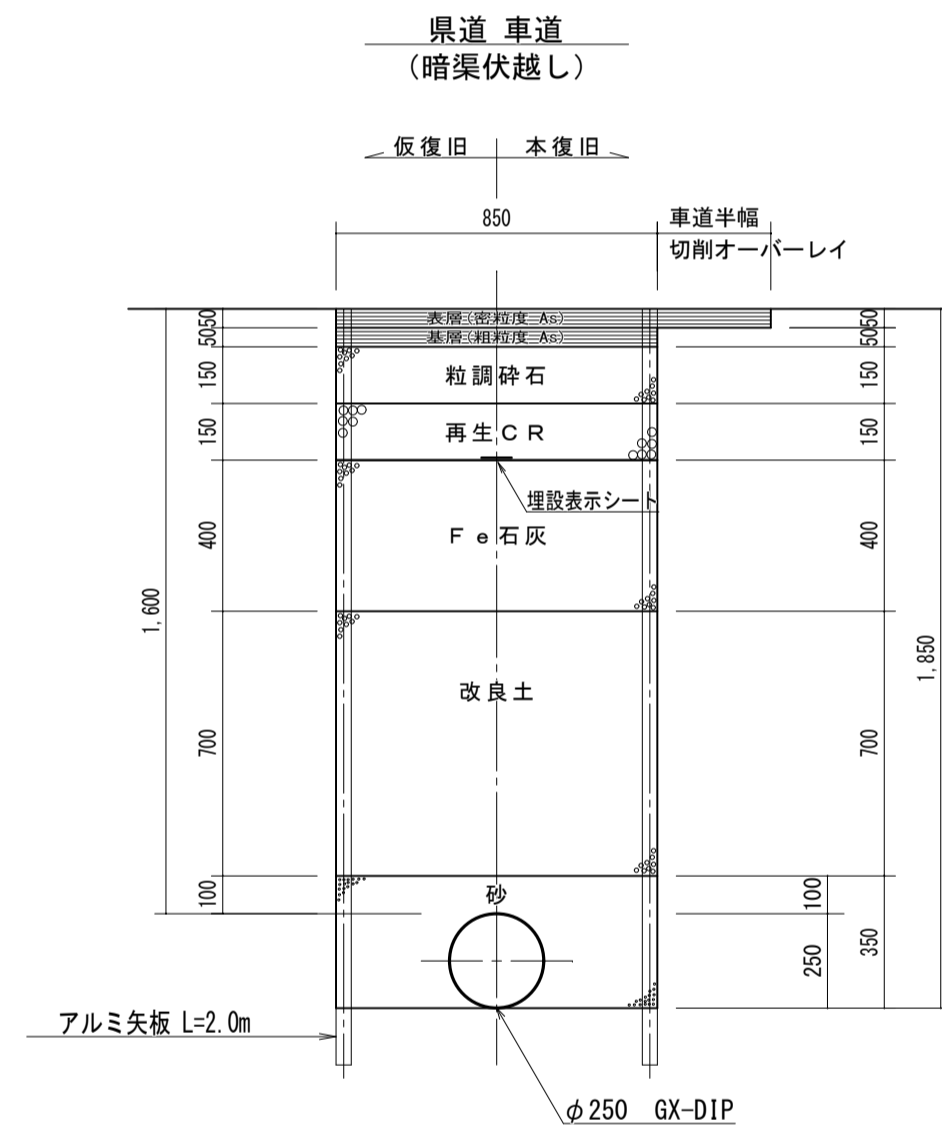 県道 車道
（暗渠伏越し）
仮復旧 本復旧
850
車道半幅
切削オーバーレイ
表層(密粒度 As)
基層(粗粒度 As)
粒調砕石
再生CR
埋設表示シート
Fe石灰
改良土
砂
50
50
150
150
400
700
100
1,600
50
50
150
150
400
700
350
100
250
1,850
アルミ矢板 L=2.0m
φ250 GX-DIP